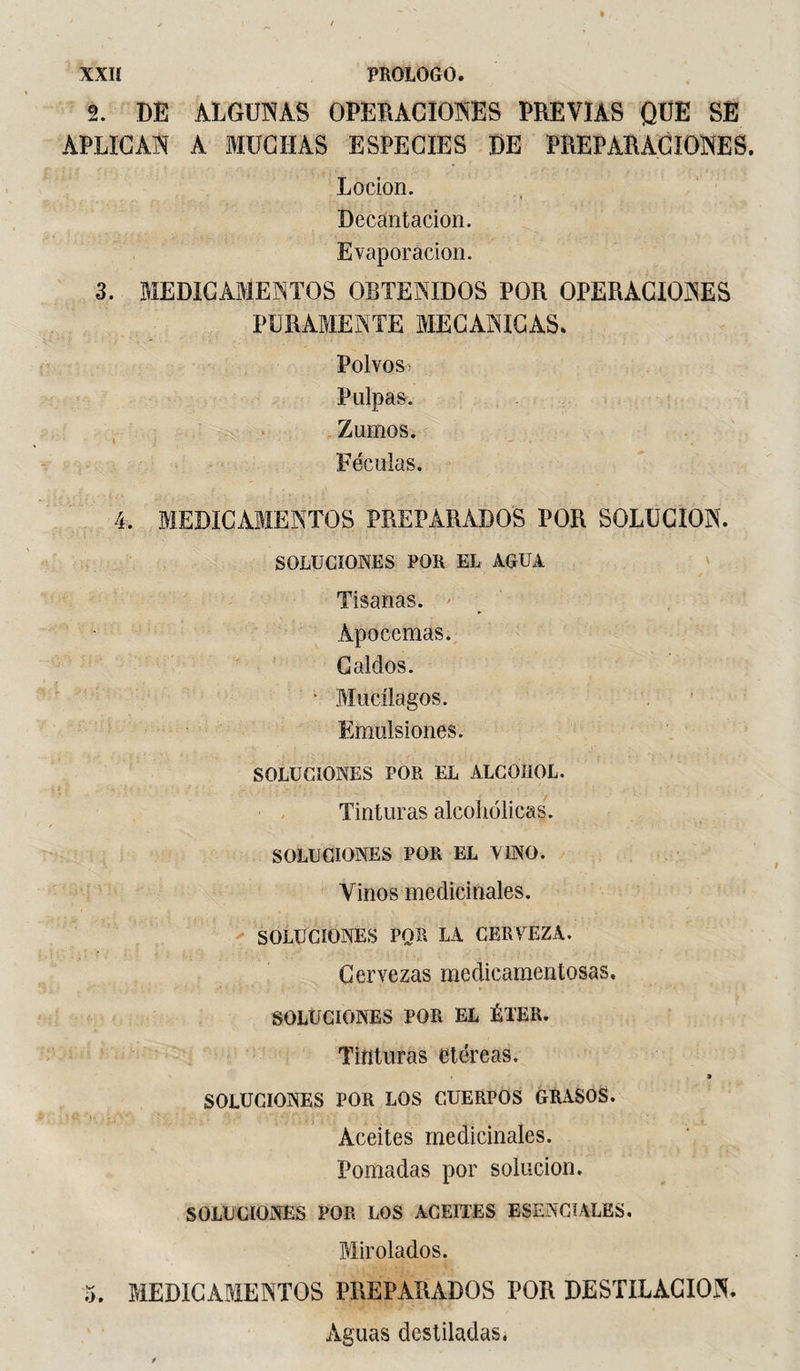 XXII PROLOGO.
2. DE ALGUNAS OPERACIONES PREVIAS QUE SE
APLICAN A MUCHAS ESPECIES DE PREPARACIONES.
Locion.
Decantacion.
Evaporacion.
3. MEDICAMENTOS OBTENIDOS POR OPERACIONES
PURAMENTE MECANICAS.
Polvos.
Pulpas.
Zumos.
Féculas.
4. MEDICAMENTOS PREPARADOS POR SOLUCION.
SOLUCIONES POR EL AGUA
Tisanas.
Apocemas.
Caldos.
Mucílagos.
Emulsiones.
SOLUCIONES POR EL ALCOHOL.
Tinturas alcohólicas.
SOLUCIONES POR EL VINO.
Vinos medicinales.
SOLUCIONES POR LA CERVEZA.
Cervezas medicamentosas.
SOLUCIONES POR EL ÉTER.
Tinturas etéreas.
SOLUCIONES POR LOS CUERPOS GRASOS.
Aceites medicinales.
Pomadas por solucion.
SOLUCIONES POR LOS ACEITES ESENCIALES.
Mirolados.
5. MEDICAMENTOS PREPARADOS POR DESTILACION.
Aguas destiladas.